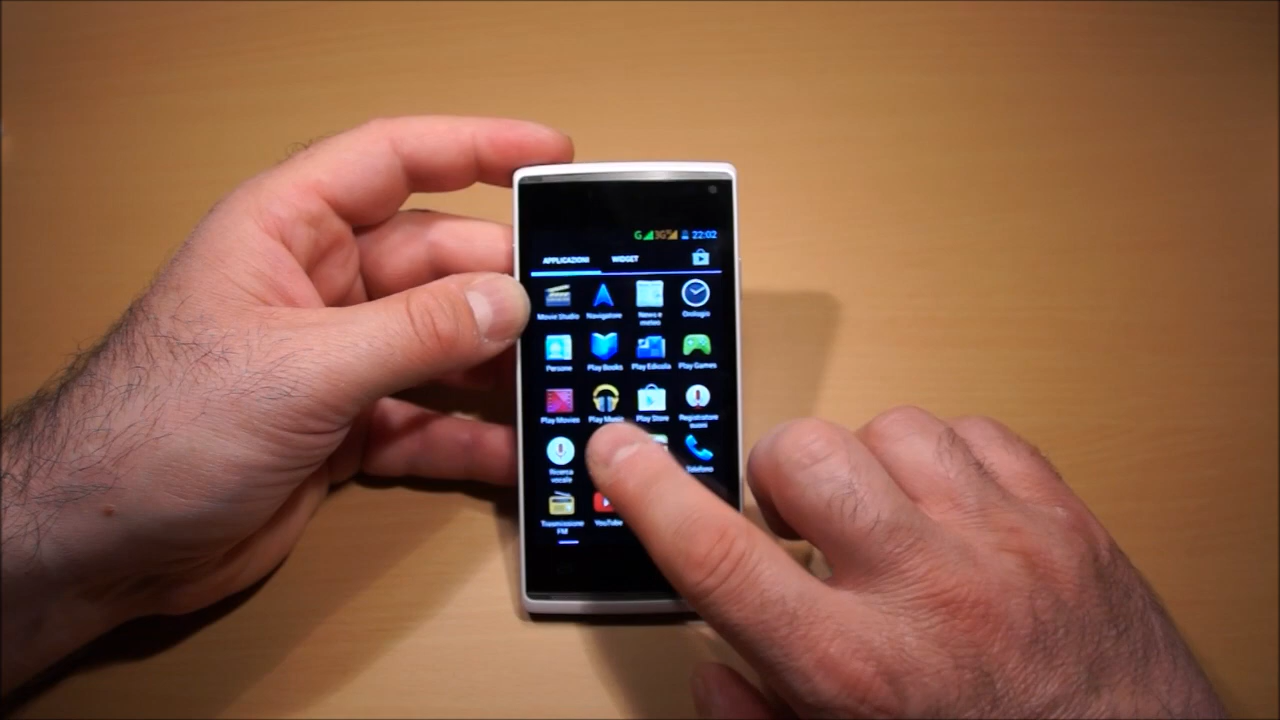 G 3G 22:02
APPLICAZIONI WIDGET
Movie Studio Navigatore News e meteo Orologio
Persone Play Books Play Edicola Play Games
Play Movies Play Music Play Store Registratore suoni
Ricerca vocale Telefono
Trasmissione FM YouTube